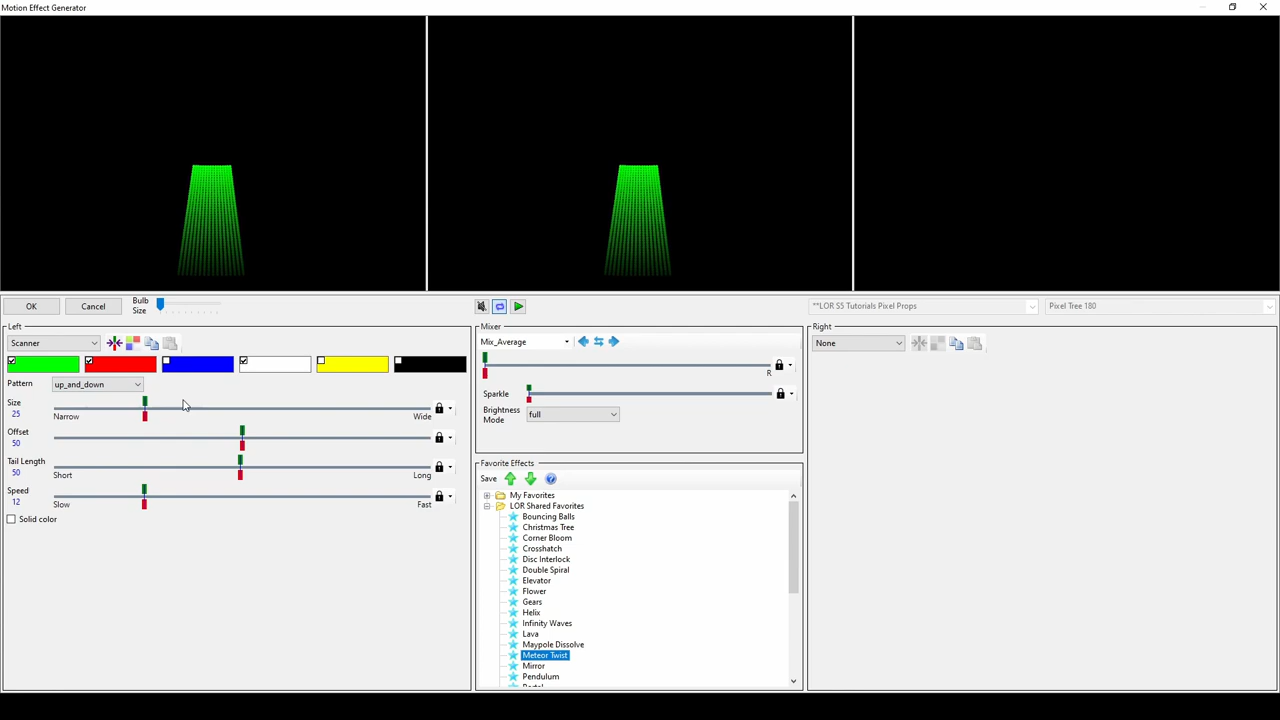 Motion Effect Generator
OK
Cancel
Bulb
Size
**LOR S5 Tutorials Pixel Props
Pixel Tree 180
Left
Scanner
Pattern
up_and_down
Size
25
Narrow
Wide
Offset
50
Tail Length
50
Short
Long
Speed
12
Slow
Fast
Solid color
Mixer
Mix_Average
R
Sparkle
Brightness
Mode
full
Favorite Effects
Save
My Favorites
LOR Shared Favorites
Bouncing Balls
Christmas Tree
Corner Bloom
Crosshatch
Disc Interlock
Double Spiral
Elevator
Flower
Gears
Helix
Infinity Waves
Lava
Maypole Dissolve
Meteor Twist
Mirror
Pendulum
Right
None